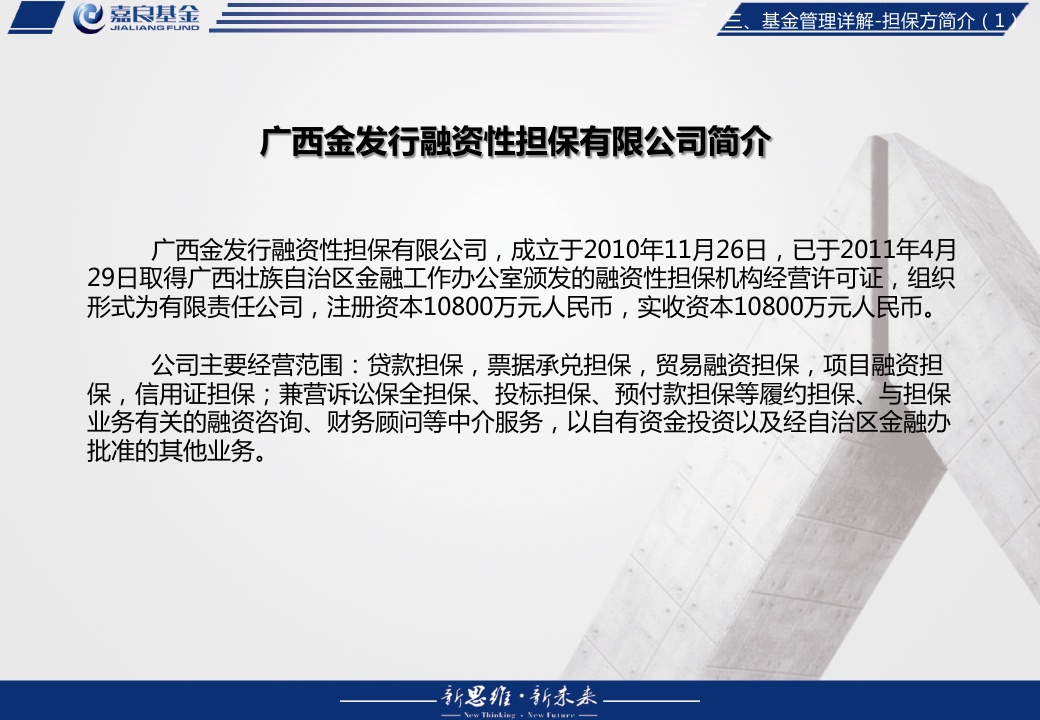 嘉良基金
JIALIANG FUND
三、基金管理详解-担保方简介（1）
广西金发行融资性担保有限公司简介
广西金发行融资性担保有限公司，成立于2010年11月26日，已于2011年4月
29日取得广西壮族自治区金融工作办公室颁发的融资性担保机构经营许可证，组织
形式为有限责任公司，注册资本10800万元人民币，实收资本10800万元人民币。
公司主要经营范围：贷款担保，票据承兑担保，贸易融资担保，项目融资担
保，信用证担保；兼营诉讼保全担保、投标担保、预付款担保等履约担保、与担保
业务有关的融资咨询、财务顾问等中介服务，以自有资金投资以及经自治区金融办
批准的其他业务。
新思维·新未来
New Thinking · New Future